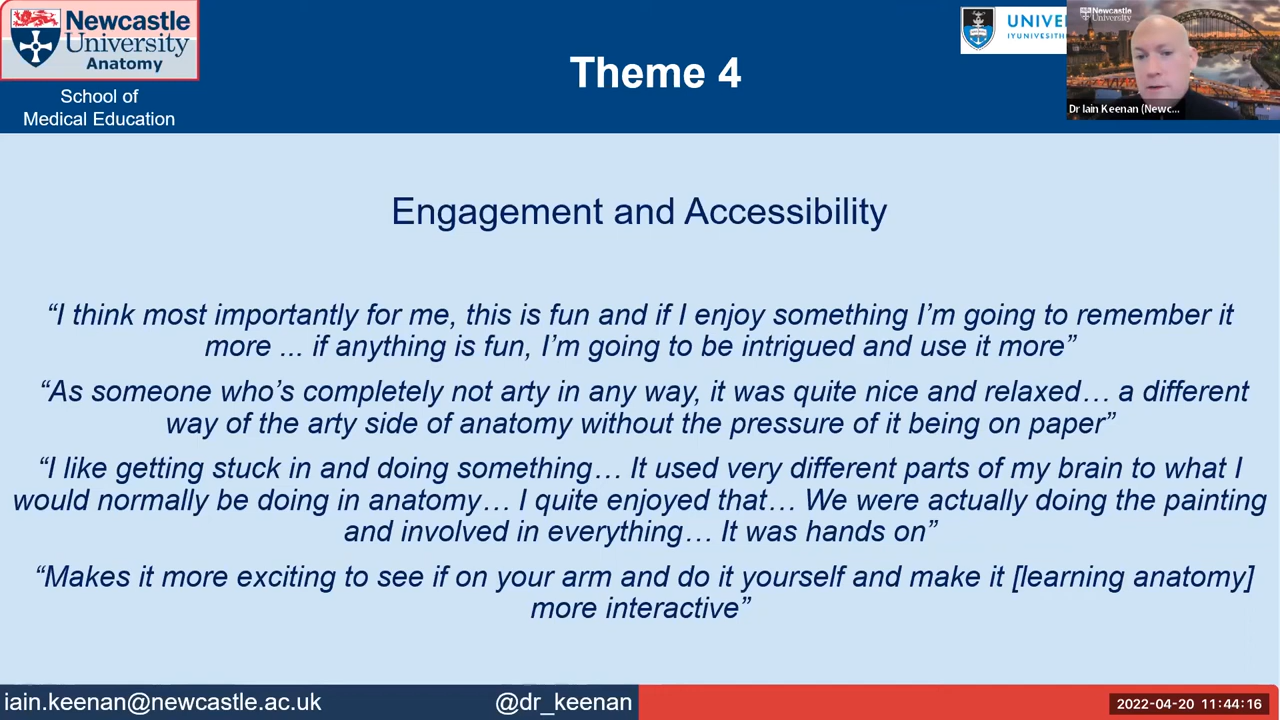 Newcastle
University
Anatomy
School of
Medical Education
Theme 4
UNIVER
IYUNIVESITH
Newcastle
University
Dr Iain Keenan (Newc...
Engagement and Accessibility
“I think most importantly for me, this is fun and if I enjoy something I’m going to remember it
more ... if anything is fun, I’m going to be intrigued and use it more”
“As someone who’s completely not arty in any way, it was quite nice and relaxed… a different
way of the arty side of anatomy without the pressure of it being on paper”
“I like getting stuck in and doing something… It used very different parts of my brain to what I
would normally be doing in anatomy… I quite enjoyed that… We were actually doing the painting
and involved in everything… It was hands on”
“Makes it more exciting to see if on your arm and do it yourself and make it [learning anatomy]
more interactive”
iain.keenan@newcastle.ac.uk
@dr_keenan
2022-04-20 11:44:16